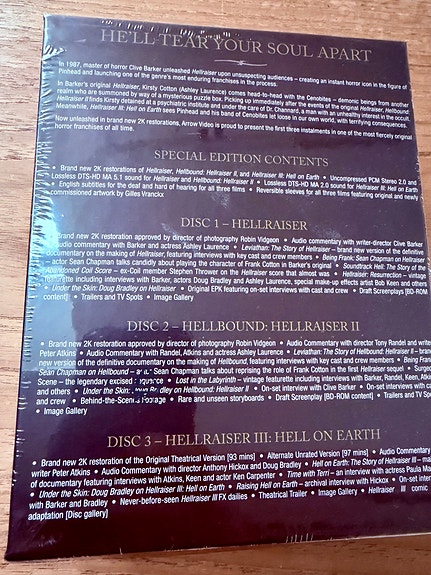 HE'LL TEAR YOUR SOUL APART
In 1987, master of horror Clive Barker unleashed Hellraiser upon unsuspecting audiences – creating an instant horror icon in the figure of
Pinhead and launching one of the genre's most enduring franchises in the process.
In Barker's original Hellraiser, Kirsty Cotton (Ashley Laurence) comes head-to-head with the Cenobites – demonic beings from another
realm who are summoned by way of a mysterious puzzle box. Picking up immediately after the events of the original Hellraiser, Hellbound:
Hellraiser II finds Kirsty detained at a psychiatric institute and under the care of Dr. Channard, a man with an unhealthy interest in the occult.
Meanwhile, Hellraiser III: Hell on Earth sees Pinhead and his band of Cenobites let loose in our own world, with terrifying consequences.
Now unleashed in brand new 2K restorations, Arrow Video is proud to present the first three instalments in one of the most fiercely original
horror franchises of all time.
SPECIAL EDITION CONTENTS
• Brand new 2K restorations of Hellraiser, Hellbound: Hellraiser II, and Hellraiser III: Hell on Earth • Uncompressed PCM Stereo 2.0 and
Lossless DTS-HD MA 5.1 sound for Hellraiser and Hellbound: Hellraiser II • Lossless DTS-HD MA 2.0 sound for Hellraiser III: Hell on Earth
• English subtitles for the deaf and hard of hearing for all three films • Reversible sleeves for all three films featuring original and newly
commissioned artwork by Gilles Vranckx
DISC 1 – HELLRAISER
Brand new 2K restoration approved by director of photography Robin Vidgeon • Audio commentary with writer-director Clive Barker
Audio commentary with Barker and actress Ashley Laurence • Leviathan: The Story of Hellraiser – brand new version of the definitive
documentary on the making of Hellraiser, featuring interviews with key cast and crew members • Being Frank: Sean Chapman on Hellraiser
– actor Sean Chapman talks candidly about playing the character of Frank Cotton in Barker's original • Soundtrack Hell: The Story of the
Abandoned Coil Score – ex-Coil member Stephen Thrower on the Hellraiser score that almost was • Hellraiser: Resurrection – vintage
featurette including interviews with Barker, actors Doug Bradley and Ashley Laurence, special make-up effects artist Bob Keen and others
• Under the Skin: Doug Bradley on Hellraiser • Original EPK featuring on-set interviews with cast and crew • Draft Screenplays [BD-ROM
content] • Trailers and TV Spots • Image Gallery
DISC 2 – HELLBOUND: HELLRAISER II
• Brand new 2K restoration approved by director of photography Robin Vidgeon • Audio Commentary with director Tony Randel and writer
Peter Atkins • Audio Commentary with Randel, Atkins and actress Ashley Laurence • Leviathan: The Story of Hellbound: Hellraiser II – brand
new version of the definitive documentary on the making of Hellbound, featuring interviews with key cast and crew members • Being Frank:
Sean Chapman on Hellbound – actor Sean Chapman talks about reprising the role of Frank Cotton in the first Hellraiser sequel • Surgeon
Scene – the legendary excised sequence • Lost in the Labyrinth – vintage featurette including interviews with Barker, Randel, Keen, Atkins
and others • Under the Skin: Doug Bradley on Hellbound: Hellraiser II • On-set interview with Clive Barker • On-set interviews with cast
and crew • Behind-the-Scenes Footage • Rare and unseen storyboards • Draft Screenplay [BD-ROM content] • Trailers and TV Spots
• Image Gallery
DISC 3 – HELLRAISER III: HELL ON EARTH
• Brand new 2K restoration of the Original Theatrical Version [93 mins] • Alternate Unrated Version [97 mins] • Audio Commentary
writer Peter Atkins • Audio Commentary with director Anthony Hickox and Doug Bradley • Hell on Earth: The Story of Hellraiser III – making
of documentary featuring interviews with Atkins, Keen and actor Ken Carpenter • Time with Terri – an interview with actress Paula
• Under the Skin: Doug Bradley on Hellraiser III: Hell on Earth • Raising Hell on Earth – archival interview with Hickox • On-set
with Barker and Bradley • Never-before-seen Hellraiser III FX dailies • Theatrical Trailer • Image Gallery • Hellraiser III comic
adaptation [Disc gallery]